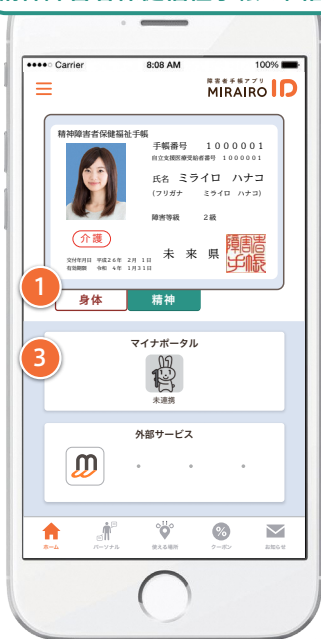 Carrier 8:08 AM 100%
障害者手帳アプリ
MIRAIRO ID
精神障害者保健福祉手帳
手帳番号 1000001
自立支援医療受給者番号 1000001
氏名 ミライロ ハナコ
(フリガナ ミライロ ハナコ)
障害等級 2級
介護
交付年月日 平成26年 2月 1日
有効期限 令和 4年 1月31日
未来県
障害者手帳
1
身体 精神
3
マイナポータル
未連携
外部サービス
m
ホーム パーソナル 使える場所 クーポン お知らせ